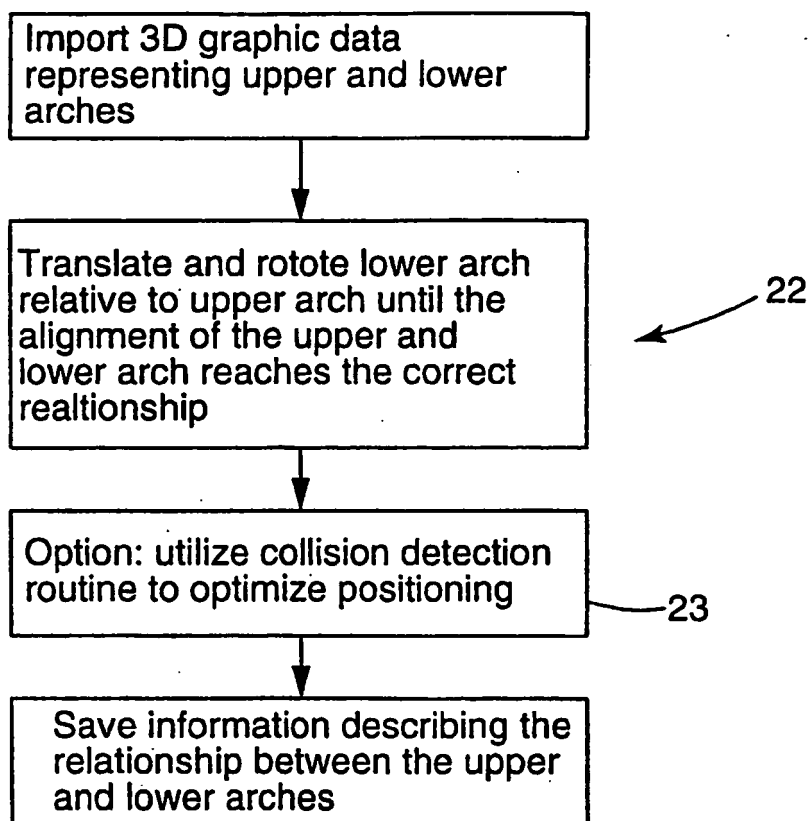 Import 3D graphic data
representing upper and lower
arches
Translate and rotote lower arch
relative to upper arch until the
alignment of the upper and
lower arch reaches the correct
realtionship
22
Option: utilize collision detection
routine to optimize positioning
23
Save information describing the
relationship between the upper
and lower arches